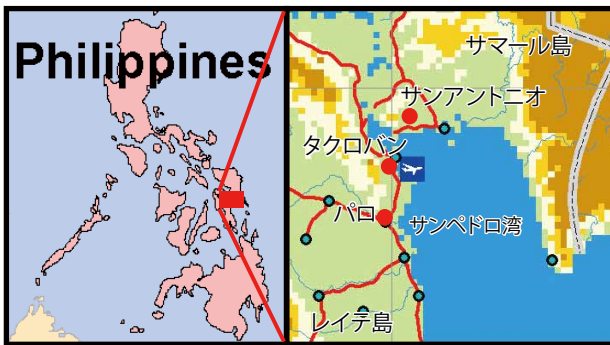 Philippines
サマール島
サンアントニオ
タクロバン
パロ
サンペドロ湾
レイテ島